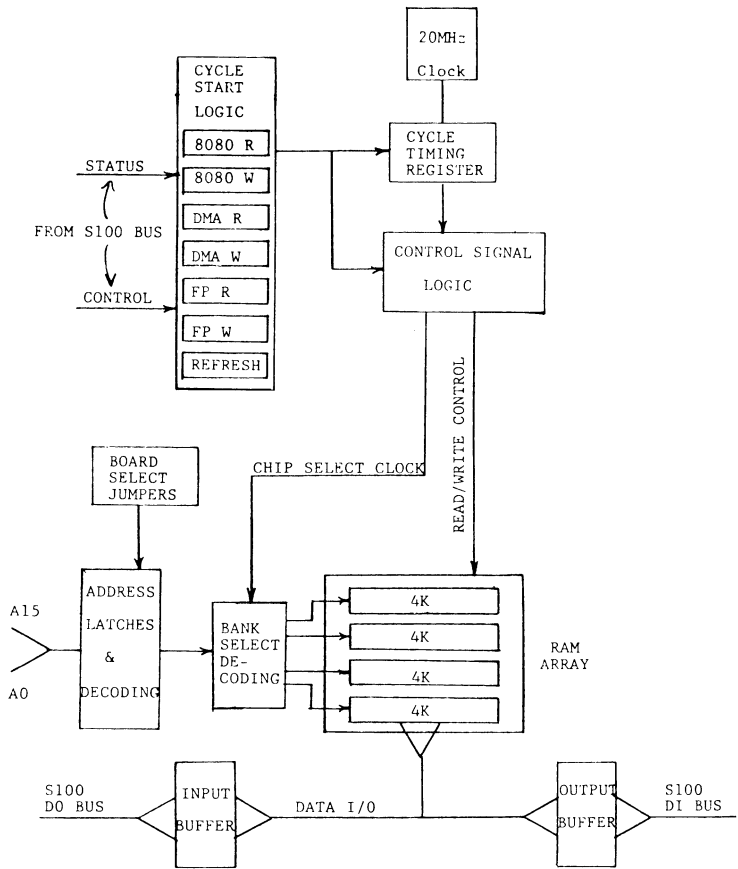 20MHz
Clock
CYCLE
START
LOGIC
8080 R
8080 W
DMA R
DMA W
FP R
FP W
REFRESH
CYCLE
TIMING
REGISTER
STATUS
FROM S100 BUS
CONTROL
CONTROL SIGNAL
LOGIC
READ/WRITE CONTROL
CHIP SELECT CLOCK
BOARD
SELECT
JUMPERS
A15
A0
ADDRESS
LATCHES
&
DECODING
BANK
SELECT
DE-
CODING
4K
4K
4K
4K
RAM
ARRAY
S100
DO BUS
INPUT
BUFFER
DATA I/O
OUTPUT
BUFFER
S100
DI BUS